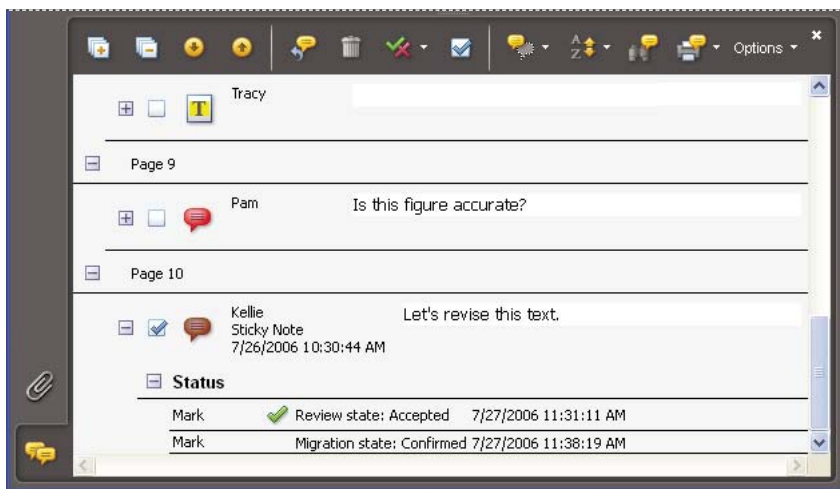 A
Z
Options
Tracy
T
Page 9
Pam Is this figure accurate?
Page 10
Kellie Let's revise this text.
Sticky Note
7/26/2006 10:30:44 AM
Status
Mark Review state: Accepted 7/27/2006 11:31:11 AM
Mark Migration state: Confirmed 7/27/2006 11:38:19 AM